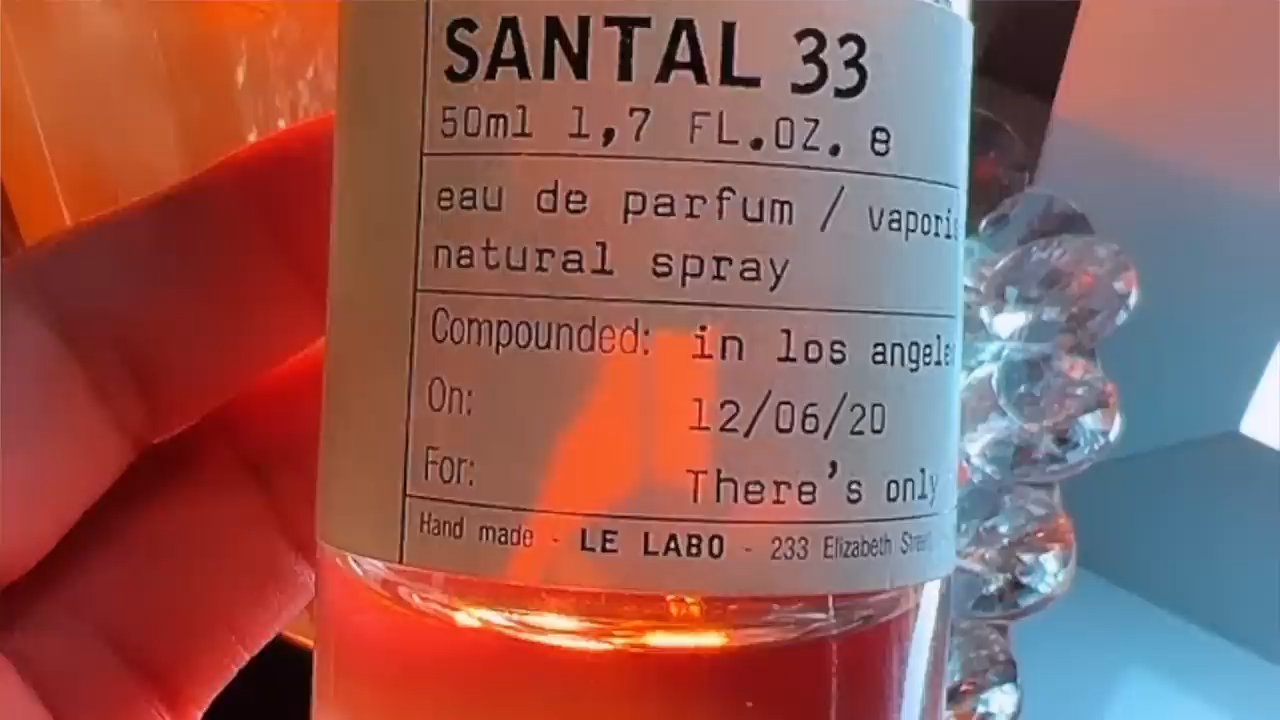 SANTAL 33
50ml 1,7 FL.OZ. e
eau de parfum /
natural spray
Compounded: in los
On: 12/06/20
For: There's only
Hand made - LE LABO - 233 Elizabeth